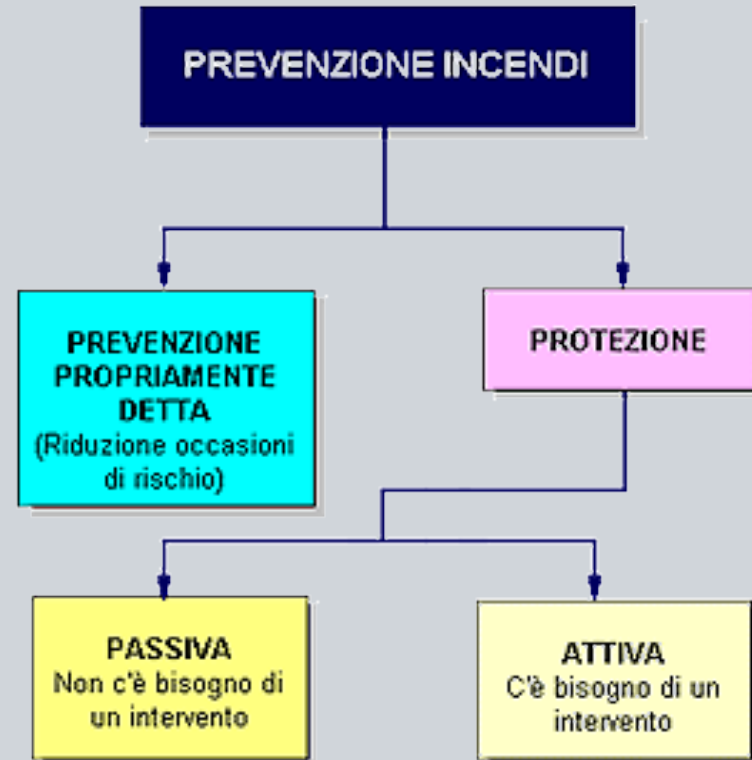 PREVENZIONE INCENDI
PREVENZIONE
PROPRIAMENTE
DETTA
(Riduzione occasioni
di rischio)
PROTEZIONE
PASSIVA
Non c'è bisogno di
un intervento
ATTIVA
C'è bisogno di un
intervento